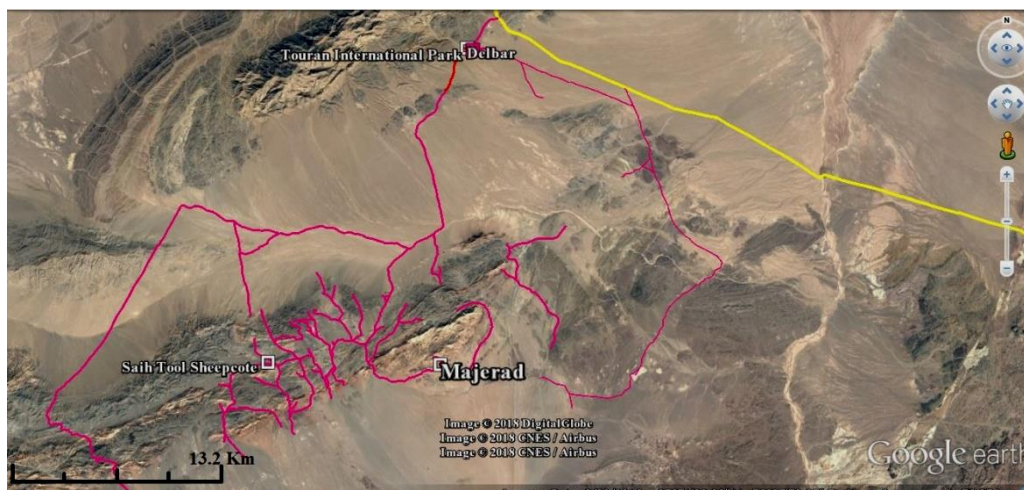 N
Touran International Park Delbar
Saih Tool Sheepcote
Majerad
Image © 2018 DigitalGlobe
Image © 2018 CNES / Airbus
Image © 2018 CNES / Airbus
13.2 Km
Google earth